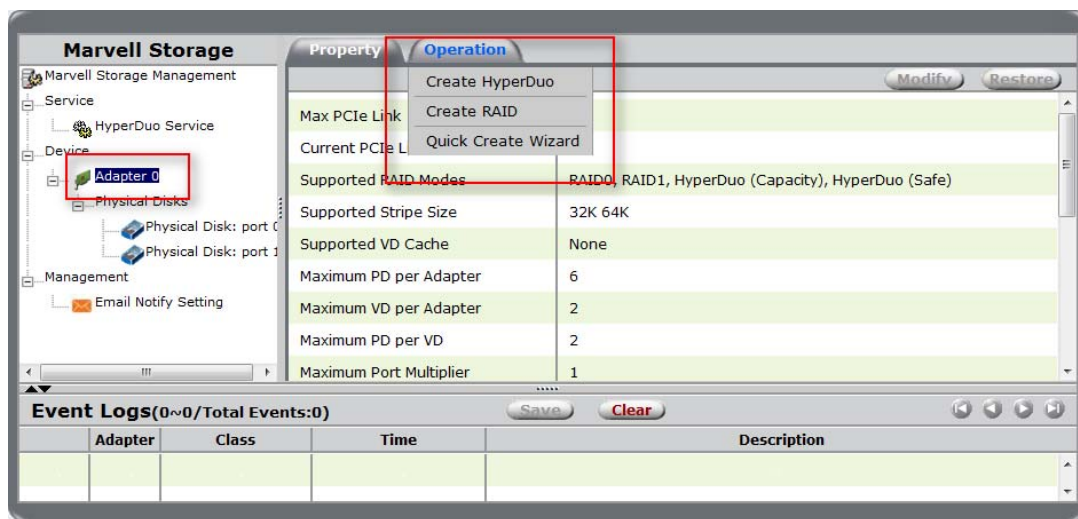 Marvell Storage
Marvell Storage Management
Service
HyperDuo Service
Device
Adapter 0
Physical Disks
Physical Disk: port 0
Physical Disk: port 1
Management
Email Notify Setting
Property
Operation
Create HyperDuo
Create RAID
Quick Create Wizard
Modify
Restore
Max PCIe Link
Current PCIe L
Supported RAID Modes RAID0, RAID1, HyperDuo (Capacity), HyperDuo (Safe)
Supported Stripe Size 32K 64K
Supported VD Cache None
Maximum PD per Adapter 6
Maximum VD per Adapter 2
Maximum PD per VD 2
Maximum Port Multiplier 1
Event Logs(0~0/Total Events:0) Save Clear
Adapter Class Time Description